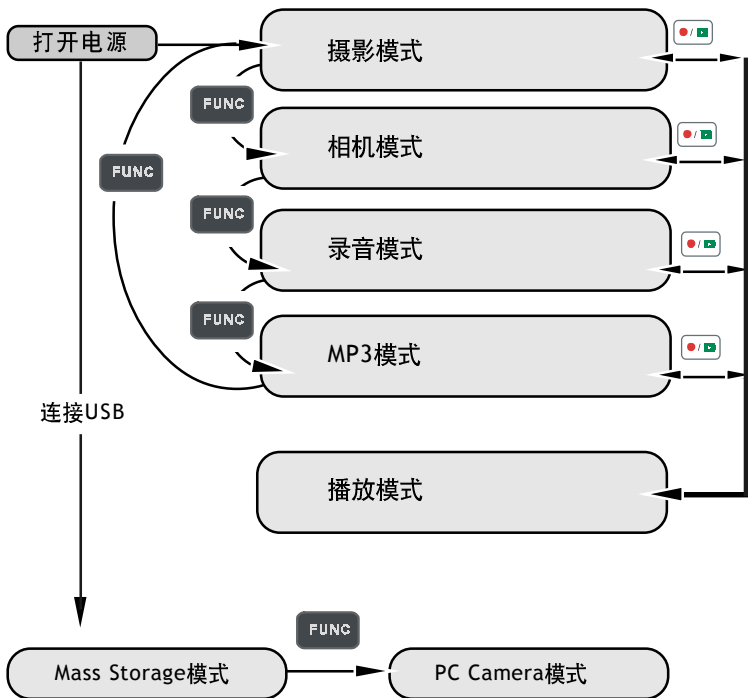 打开电源
摄影模式
FUNC
相机模式
FUNC
FUNC
录音模式
FUNC
MP3模式
连接USB
播放模式
FUNC
Mass Storage模式
PC Camera模式